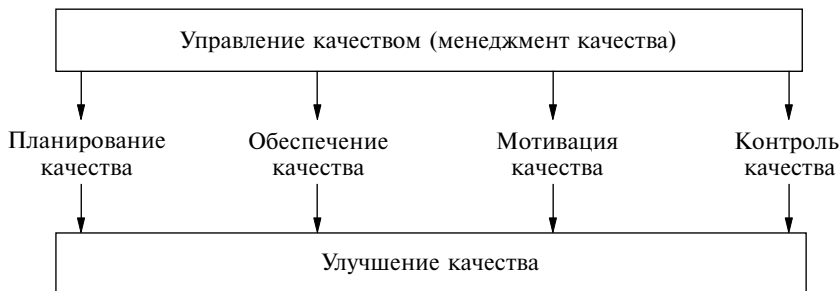 Управление качеством (менеджмент качества)
Планирование качества
Обеспечение качества
Мотивация качества
Контроль качества
Улучшение качества